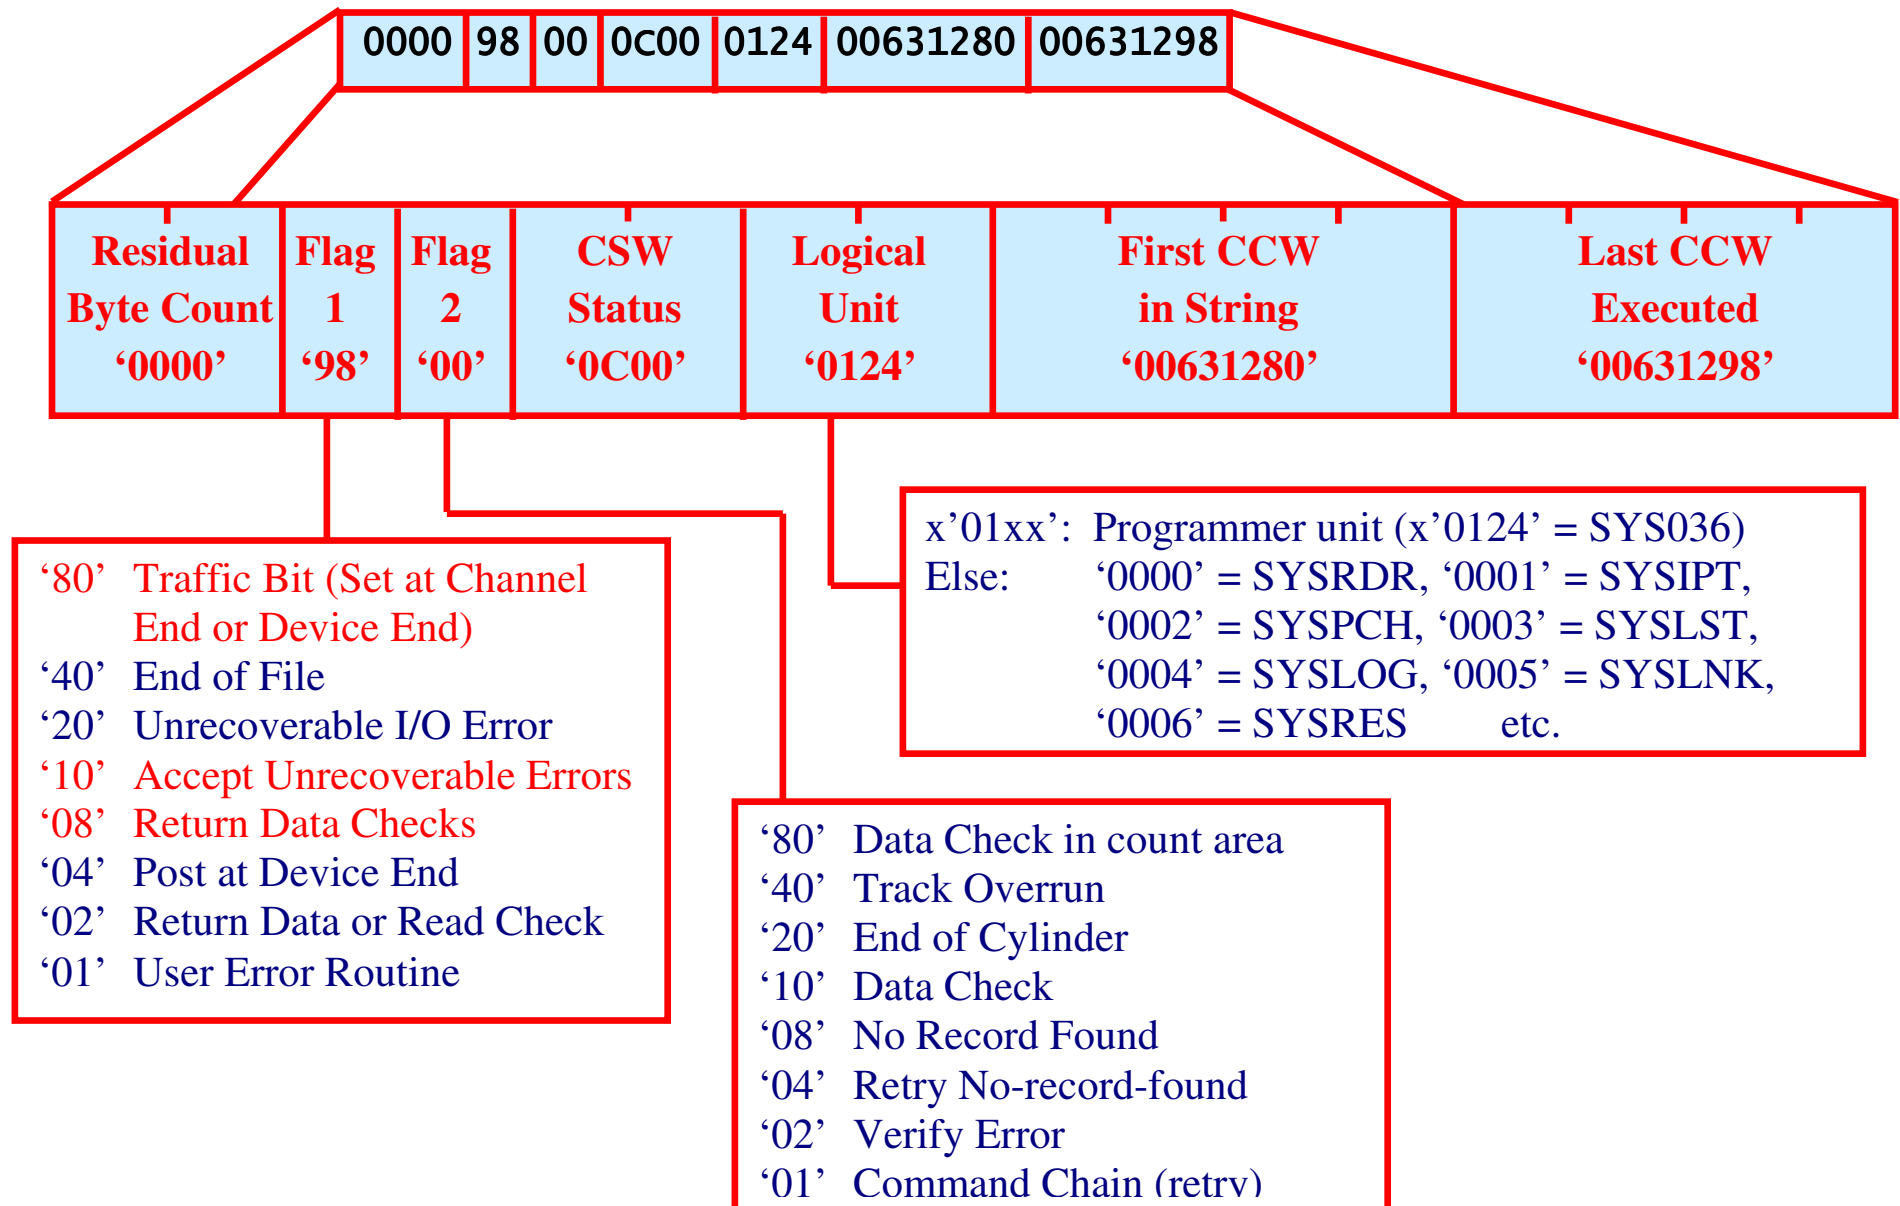 0000 98 00 0C00 0124 00631280 00631298
Residual Byte Count ‘0000’
Flag 1 ‘98’
Flag 2 ‘00’
CSW Status ‘0C00’
Logical Unit ‘0124’
First CCW in String ‘00631280’
Last CCW Executed ‘00631298’
‘80’ Traffic Bit (Set at Channel
End or Device End)
‘40’ End of File
‘20’ Unrecoverable I/O Error
‘10’ Accept Unrecoverable Errors
‘08’ Return Data Checks
‘04’ Post at Device End
‘02’ Return Data or Read Check
‘01’ User Error Routine
x’01xx’: Programmer unit (x’0124’ = SYS036)
Else: ‘0000’ = SYSRDR, ‘0001’ = SYSIPT,
‘0002’ = SYSPCH, ‘0003’ = SYSLST,
‘0004’ = SYSLOG, ‘0005’ = SYSLNK,
‘0006’ = SYSRES etc.
‘80’ Data Check in count area
‘40’ Track Overrun
‘20’ End of Cylinder
‘10’ Data Check
‘08’ No Record Found
‘04’ Retry No-record-found
‘02’ Verify Error
‘01’ Command Chain (retry)